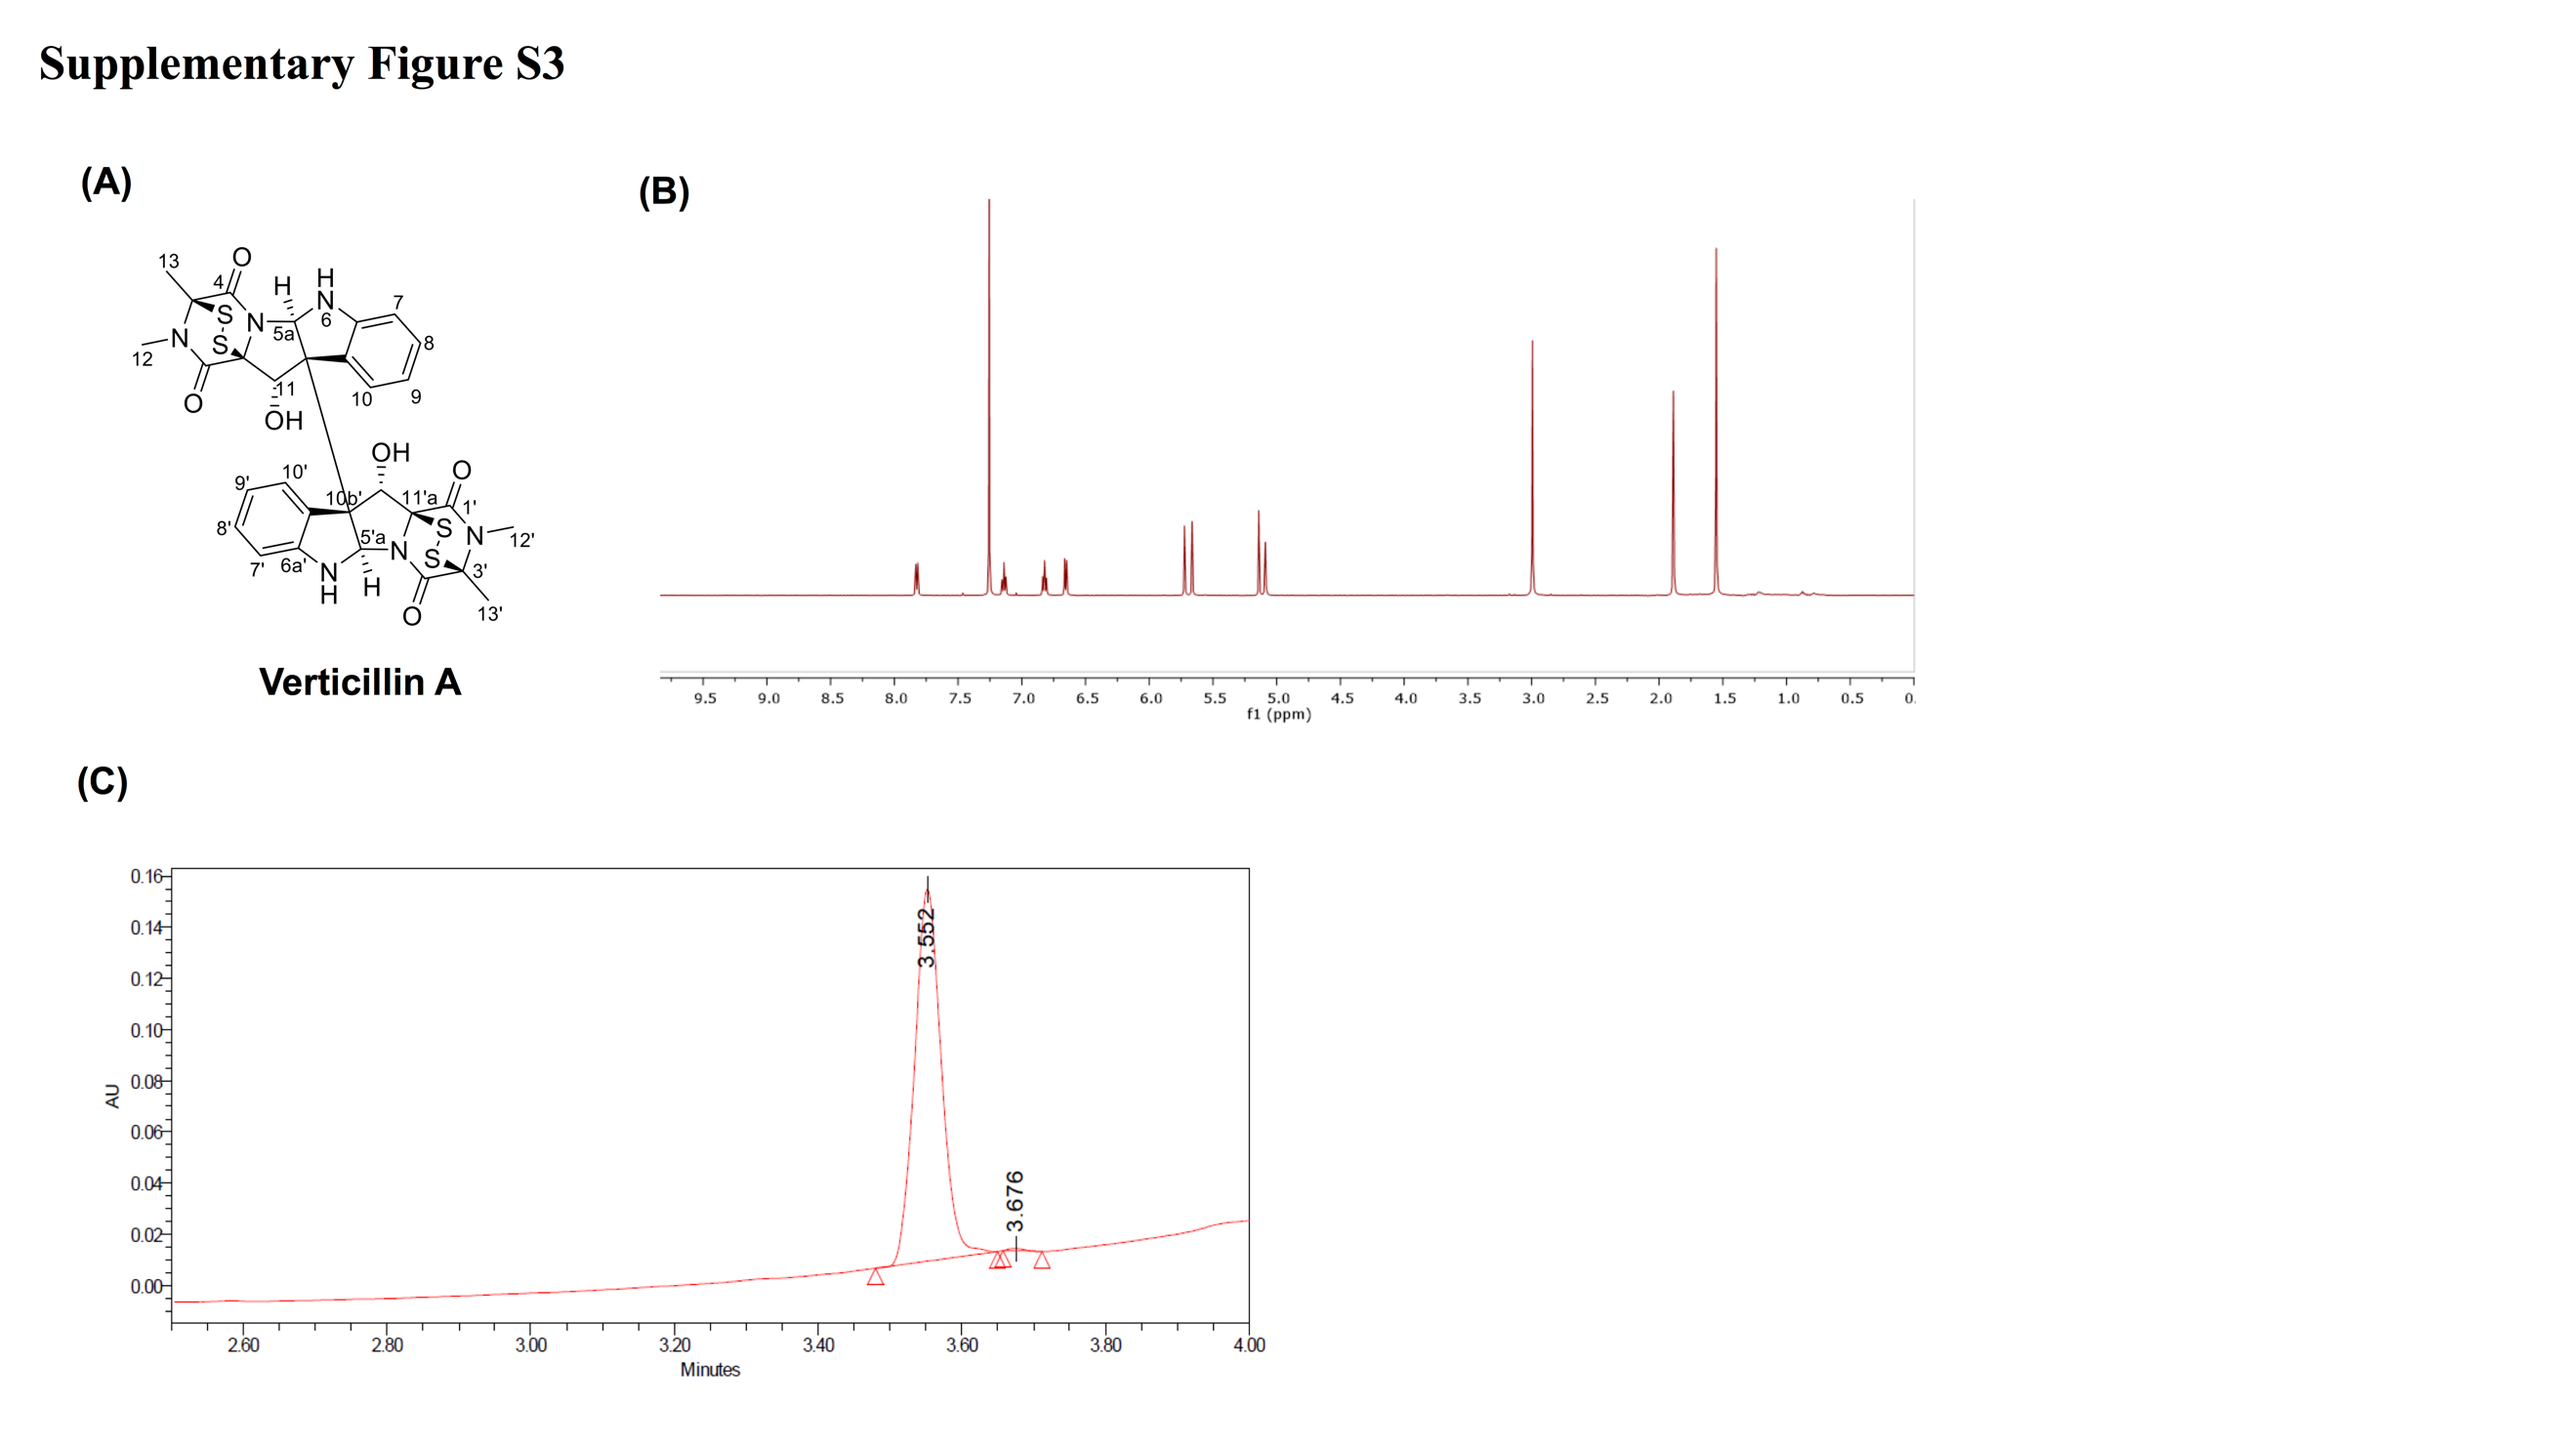 Supplementary Figure S3
(A)
13
O
4
H
H
N
6
7
S
N
5a
N
S
8
12
11
10
9
O
OH
OH
O
10'
9'
10b'
11'a
1'
8'
S
N
12'
5'a
N
S
7'
6a'
N
H
H
3'
O
13'
Verticillin A
(B)
9.5 9.0 8.5 8.0 7.5 7.0 6.5 6.0 5.5 5.0 4.5 4.0 3.5 3.0 2.5 2.0 1.5 1.0 0.5 0.
f1 (ppm)
(C)
0.16
0.14
0.12
0.10
0.08
0.06
0.04
0.02
0.00
AU
3.552
3.676
2.60 2.80 3.00 3.20 3.40 3.60 3.80 4.00
Minutes